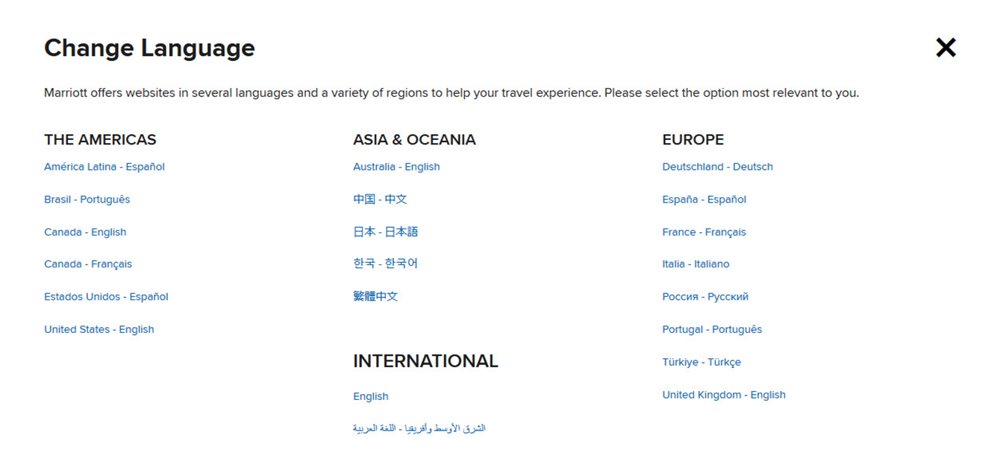 Change Language
Marriott offers websites in several languages and a variety of regions to help your travel experience. Please select the option most relevant to you.
THE AMERICAS
América Latina - Español
Brasil - Português
Canada - English
Canada - Français
Estados Unidos - Español
United States - English
ASIA & OCEANIA
Australia - English
中国 - 中文
日本 - 日本語
한국 - 한국어
繁體中文
INTERNATIONAL
English
الشرق الأوسط وأفريقيا - اللغة العربية
EUROPE
Deutschland - Deutsch
España - Español
France - Français
Italia - Italiano
Россия - Русский
Portugal - Português
Türkiye - Türkçe
United Kingdom - English